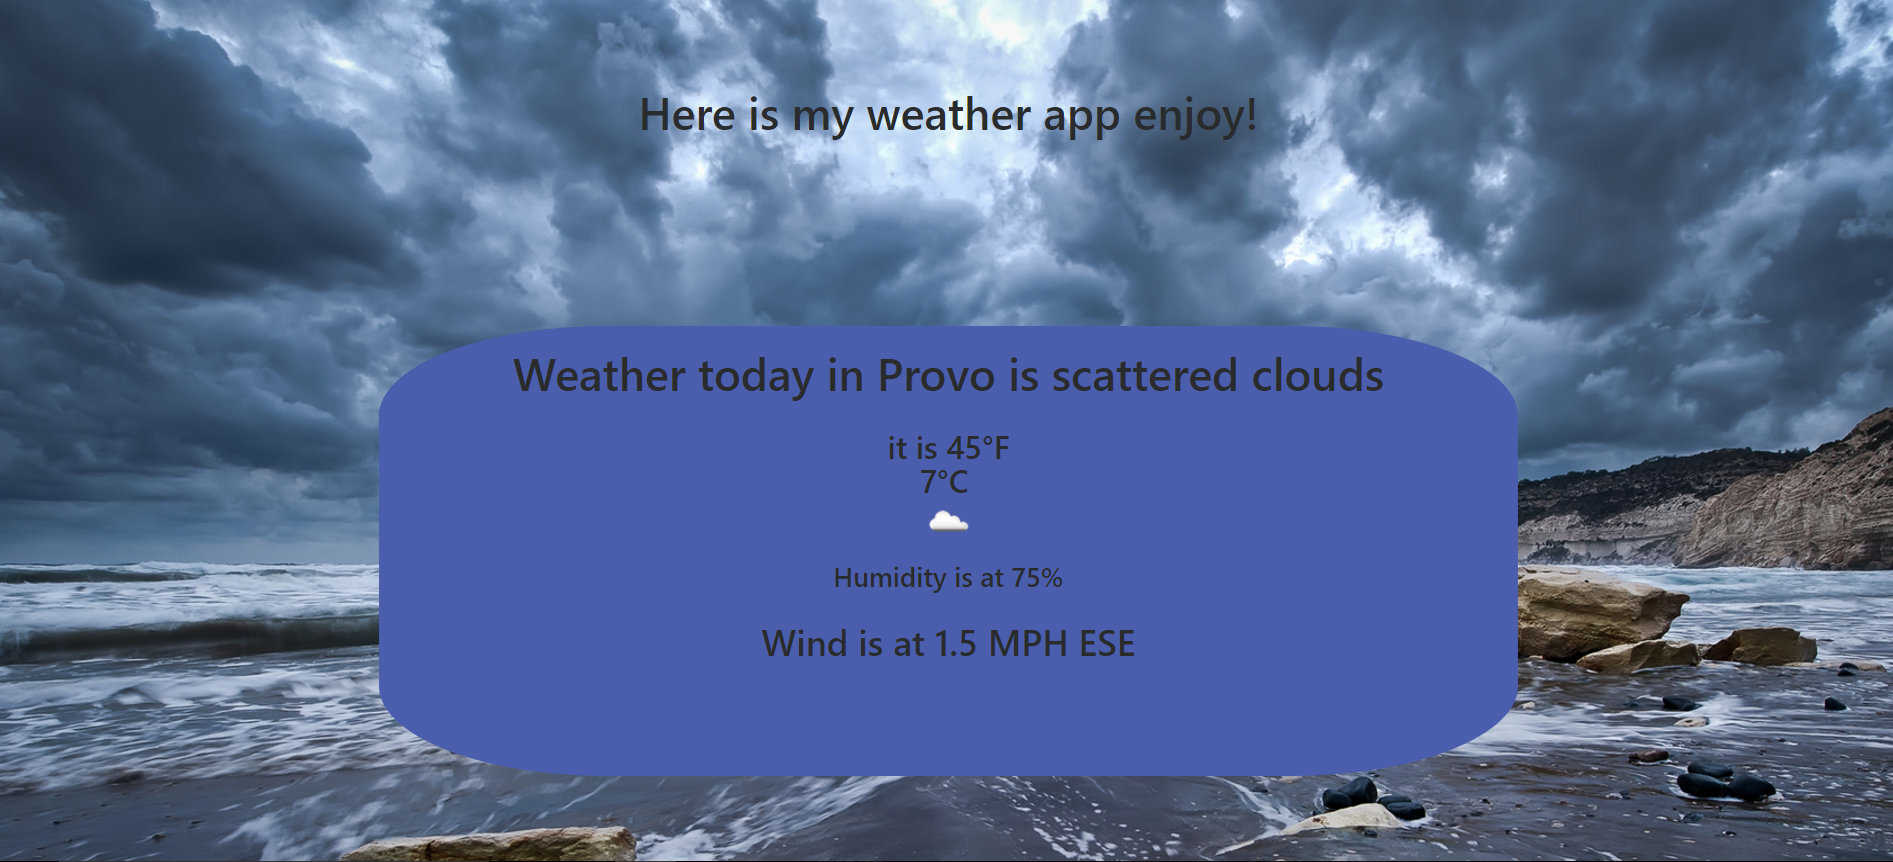 Here is my weather app enjoy!
Weather today in Provo is scattered clouds
it is 45°F
7°C
Humidity is at 75%
Wind is at 1.5 MPH ESE